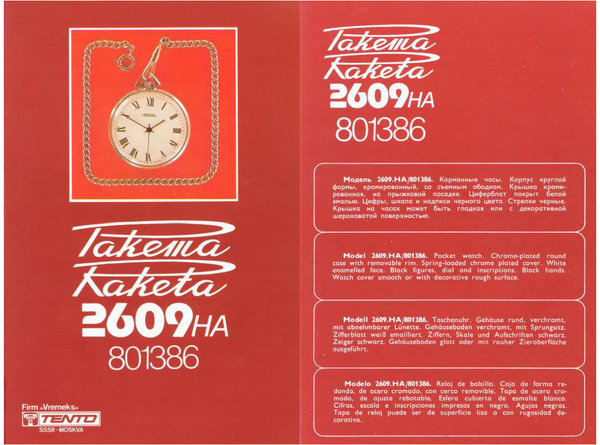 Ракета
Raketa
2609HA
801386
Firm «Vremeks»
TENTO
SSSR - MOSKVA
Ракета
Raketa
2609HA
801386
Модель 2609.НА/801386. Карманные часы. Корпус круглой
формы, хромированный, со съемным ободком. Крышка хроми-
рованная, на прыжковой посадке. Циферблат покрыт белой
эмалью. Цифры, шкала и надписи черного цвета. Стрелки черные.
Крышка на часах может быть гладкая или с декоративной
шероховатой поверхностью.
Model 2609.HA/801386. Pocket watch. Chrome-plated round
case with removable rim. Spring-loaded chrome plated cover. White
enamelled face. Black figures, dial and inscriptions. Black hands.
Watch cover smooth or with decorative rough surface.
Modell 2609.HA/801386. Taschenuhr. Gehäuse rund, verchromt,
mit abnehmbarer Lünette. Gehäuseboden verchromt, mit Sprungsitz.
Zifferblatt weiß emailliert. Ziffern, Skale und Aufschriften schwarz.
Zeiger schwarz. Gehäuseboden glatt oder mit rauher Zieroberfläche
ausgeführt.
Modelo 2609.HA/801386. Reloj de bolsillo. Caja de forma re-
donda, de acero cromado, con cerco removible. Tapa de acero cro-
mado, de ajuste rebotable. Esfera cubierta de esmalte blanco.
Cifras, escala e inscripciones impresas en negro. Agujas negras.
Tapa de reloj puede ser de superficie lisa o con rugosidad de-
corativa.